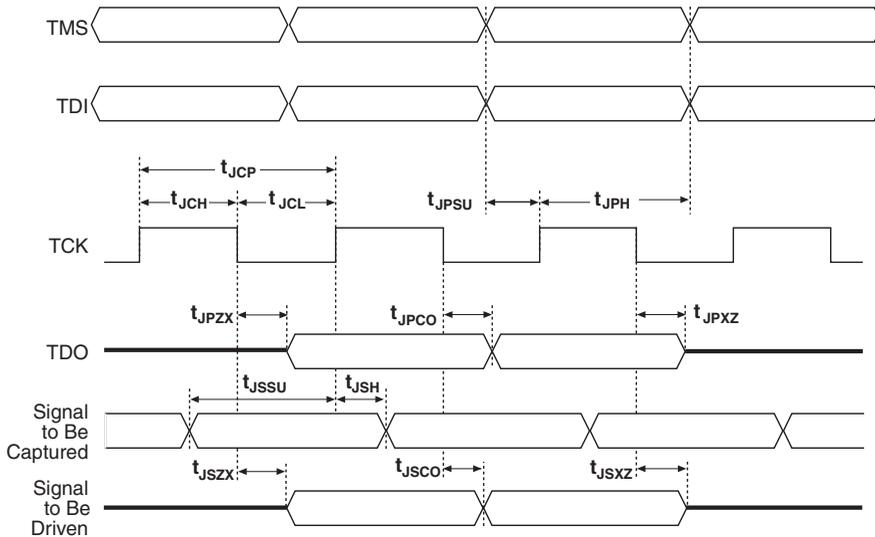 TMS
TDI
tJCP
tJCH
tJCL
tJPSU
tJPH
TCK
tJPZX
tJPCO
tJPXZ
TDO
tJSSU
tJSH
Signal
to Be
Captured
tJSZX
tJSCO
tJSXZ
Signal
to Be
Driven